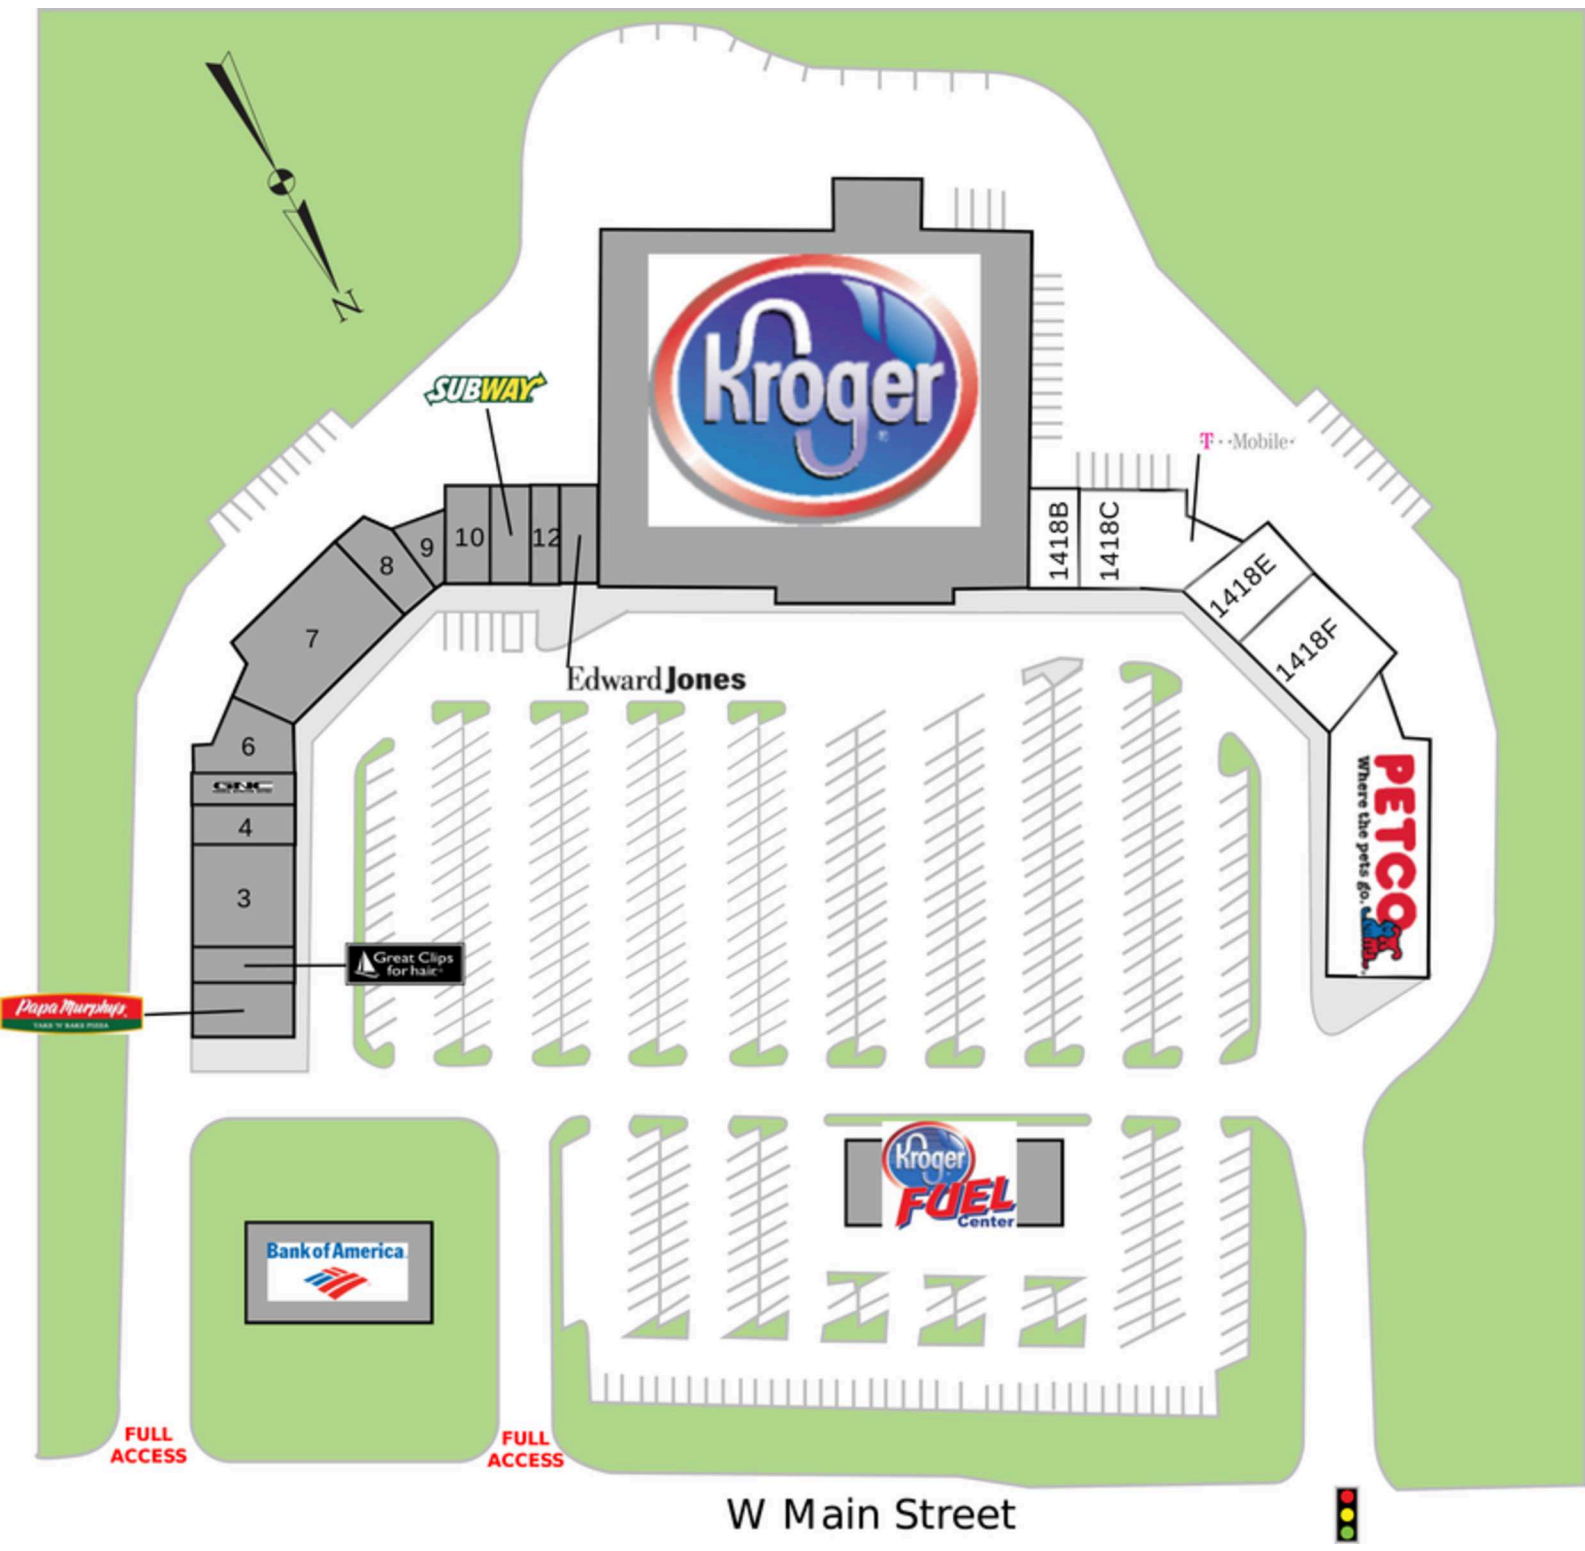 N
SUBWAY
Kroger
T··Mobile·
10
12
9
8
7
1418B
1418C
1418E
1418F
Edward Jones
6
GNC
4
3
PETCO
Where the pets go.
Great Clips
for hair
Papa Murphy's
TAKE 'N' BAKE PIZZA
Kroger
FUEL
Center
Bank of America
FULL
ACCESS
FULL
ACCESS
W Main Street